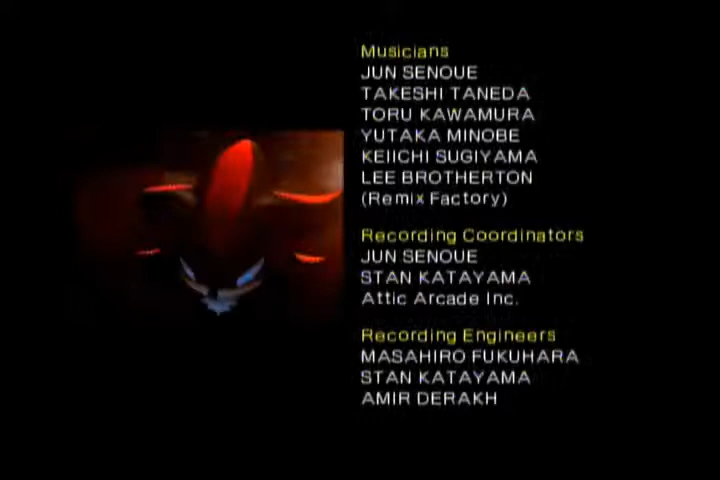 Musicians
JUN SENOUE
TAKESHI TANEDA
TORU KAWAMURA
YUTAKA MINOBE
KEIICHI SUGIYAMA
LEE BROTHERTON
(Remix Factory)
Recording Coordinators
JUN SENOUE
STAN KATAYAMA
Attic Arcade Inc.
Recording Engineers
MASAHIRO FUKUHARA
STAN KATAYAMA
AMIR DERAKH